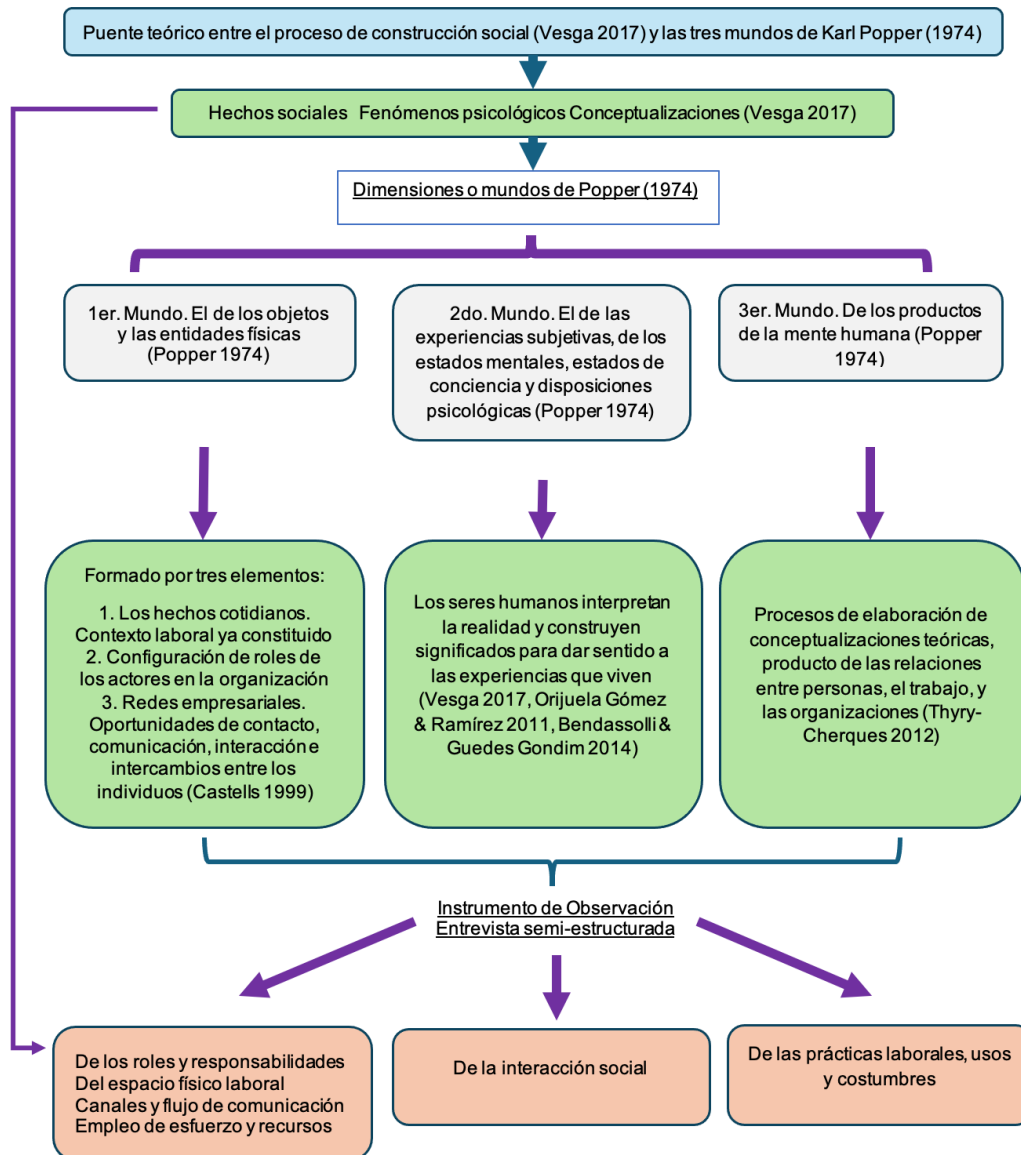 Puente teórico entre el proceso de construcción social (Vesga 2017) y las tres mundos de Karl Popper (1974)
Hechos sociales Fenómenos psicológicos Conceptualizaciones (Vesga 2017)
Dimensiones o mundos de Popper (1974)
1er. Mundo. El de los objetos
y las entidades físicas
(Popper 1974)
2do. Mundo. El de las
experiencias subjetivas, de los
estados mentales, estados
de conciencia y disposiciones
psicológicas (Popper 1974)
3er. Mundo. De los productos
de la mente humana (Popper
1974)
Formado por tres elementos:
1. Los hechos cotidianos.
Contexto laboral ya constituido
2. Configuración de roles de
los actores en la organización
3. Redes empresariales.
Oportunidades de contacto,
comunicación, interacción e
intercambios entre los
individuos (Castells 1999)
Los seres humanos interpretan
la realidad y construyen
significados para dar sentido a
las experiencias que viven
(Vesga 2017, Orijuela Gómez
& Ramírez 2011, Bendassolli &
Guedes Gondim 2014)
Procesos de elaboración de
conceptualizaciones teóricas,
producto de las relaciones
entre personas, el trabajo, y
las organizaciones (Thyry-
Cherques 2012)
Instrumento de Observación
Entrevista semi-estructurada
De los roles y responsabilidades
Del espacio físico laboral
Canales y flujo de comunicación
Empleo de esfuerzo y recursos
De la interacción social
De las prácticas laborales, usos
y costumbres